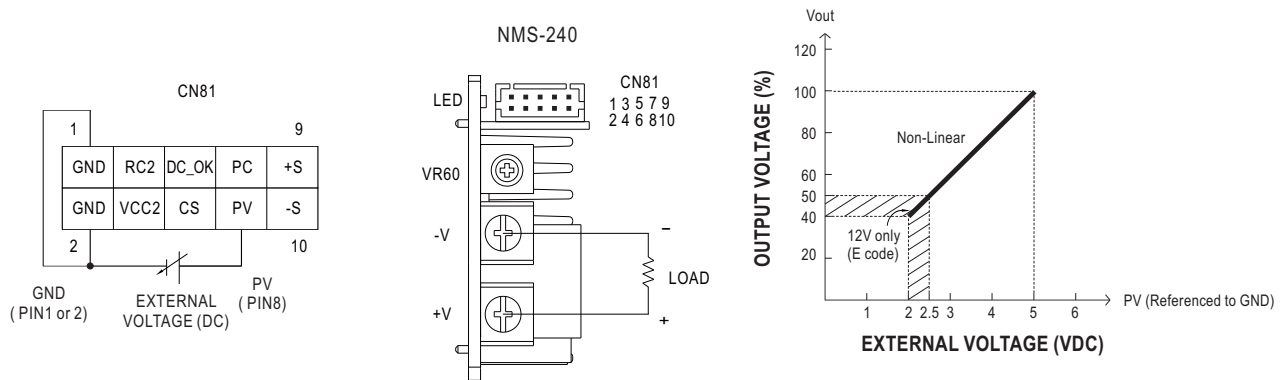 CN81
1 9
GND RC2 DC_OK PC +S
GND VCC2 CS PV -S
2 10
GND
( PIN1 or 2)
EXTERNAL
VOLTAGE (DC)
PV
( PIN8)
NMS-240
LED
CN81
1 3 5 7 9
2 4 6 8 10
VR60
-V
+V
−
LOAD
+
Vout
OUTPUT VOLTAGE (%)
120
100
80
60
50
40
20
Non-Linear
12V only
(E code)
1 2 2.5 3 4 5 6
PV (Referenced to GND)
EXTERNAL VOLTAGE (VDC)